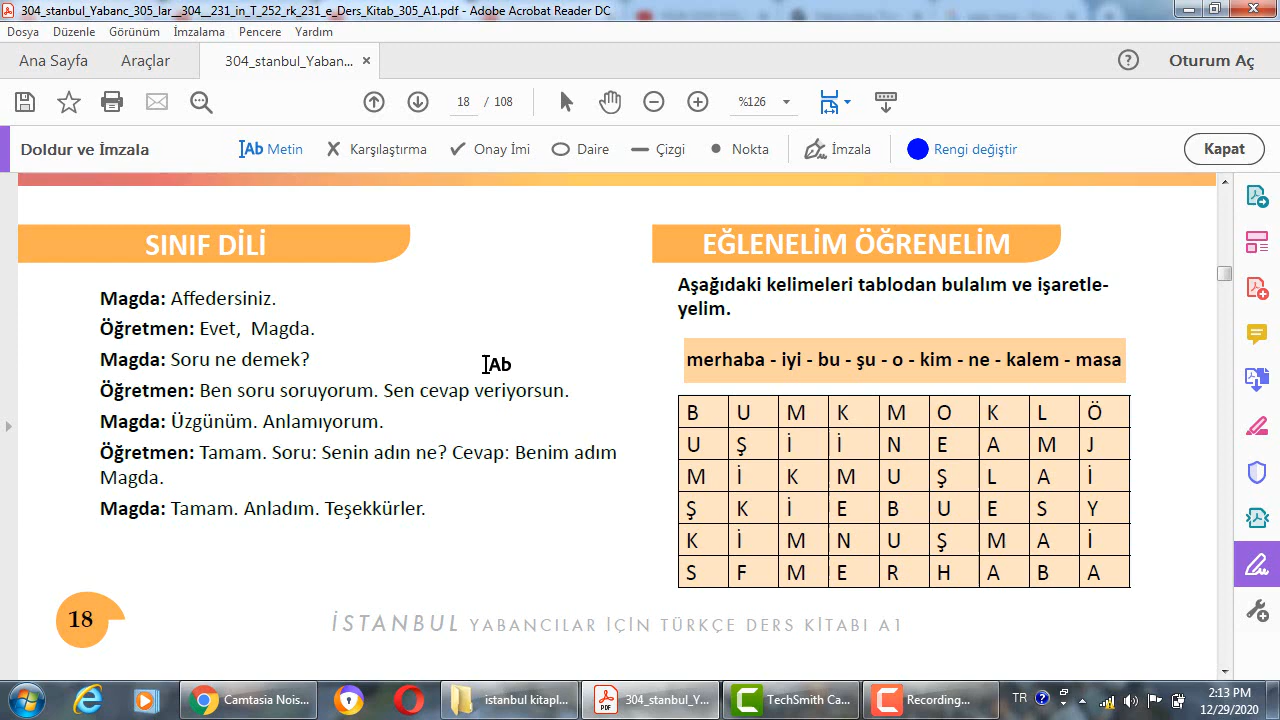 304_stanbul_Yabanc_305_lar__304__231_in_T_252_rk_231_e_Ders_Kitab_305_A1.pdf - Adobe Acrobat Reader DC
Dosya Düzenle Görünüm İmzalama Pencere Yardım
Ana Sayfa Araçlar 304_stanbul_Yaban... × ? Oturum Aç
18 / 108 %126
Doldur ve İmzala Ab Metin Karşılaştırma Onay İmi Daire Çizgi Nokta İmzala Rengi değiştir Kapat
SINIF DİLİ
Magda: Affedersiniz.
Öğretmen: Evet, Magda.
Magda: Soru ne demek?
Ab
Öğretmen: Ben soru soruyorum. Sen cevap veriyorsun.
Magda: Üzgünüm. Anlamıyorum.
Öğretmen: Tamam. Soru: Senin adın ne? Cevap: Benim adım
Magda.
Magda: Tamam. Anladım. Teşekkürler.
EĞLENELİM ÖĞRENELİM
Aşağıdaki kelimeleri tablodan bulalım ve işaretle-
yelim.
merhaba - iyi - bu - şu - o - kim - ne - kalem - masa
B U M K M O K L Ö
U Ş İ İ N E A M J
M İ K M U Ş L A İ
Ş K İ E B U E S Y
K İ M N U Ş M A İ
S F M E R H A B A
18 İSTANBUL YABANCILAR İÇİN TÜRKÇE DERS KİTABI A1
Camtasia Nois... istanbul kitapl... 304_stanbul_Y... TechSmith Ca... Recording... TR 2:13 PM
12/29/2020